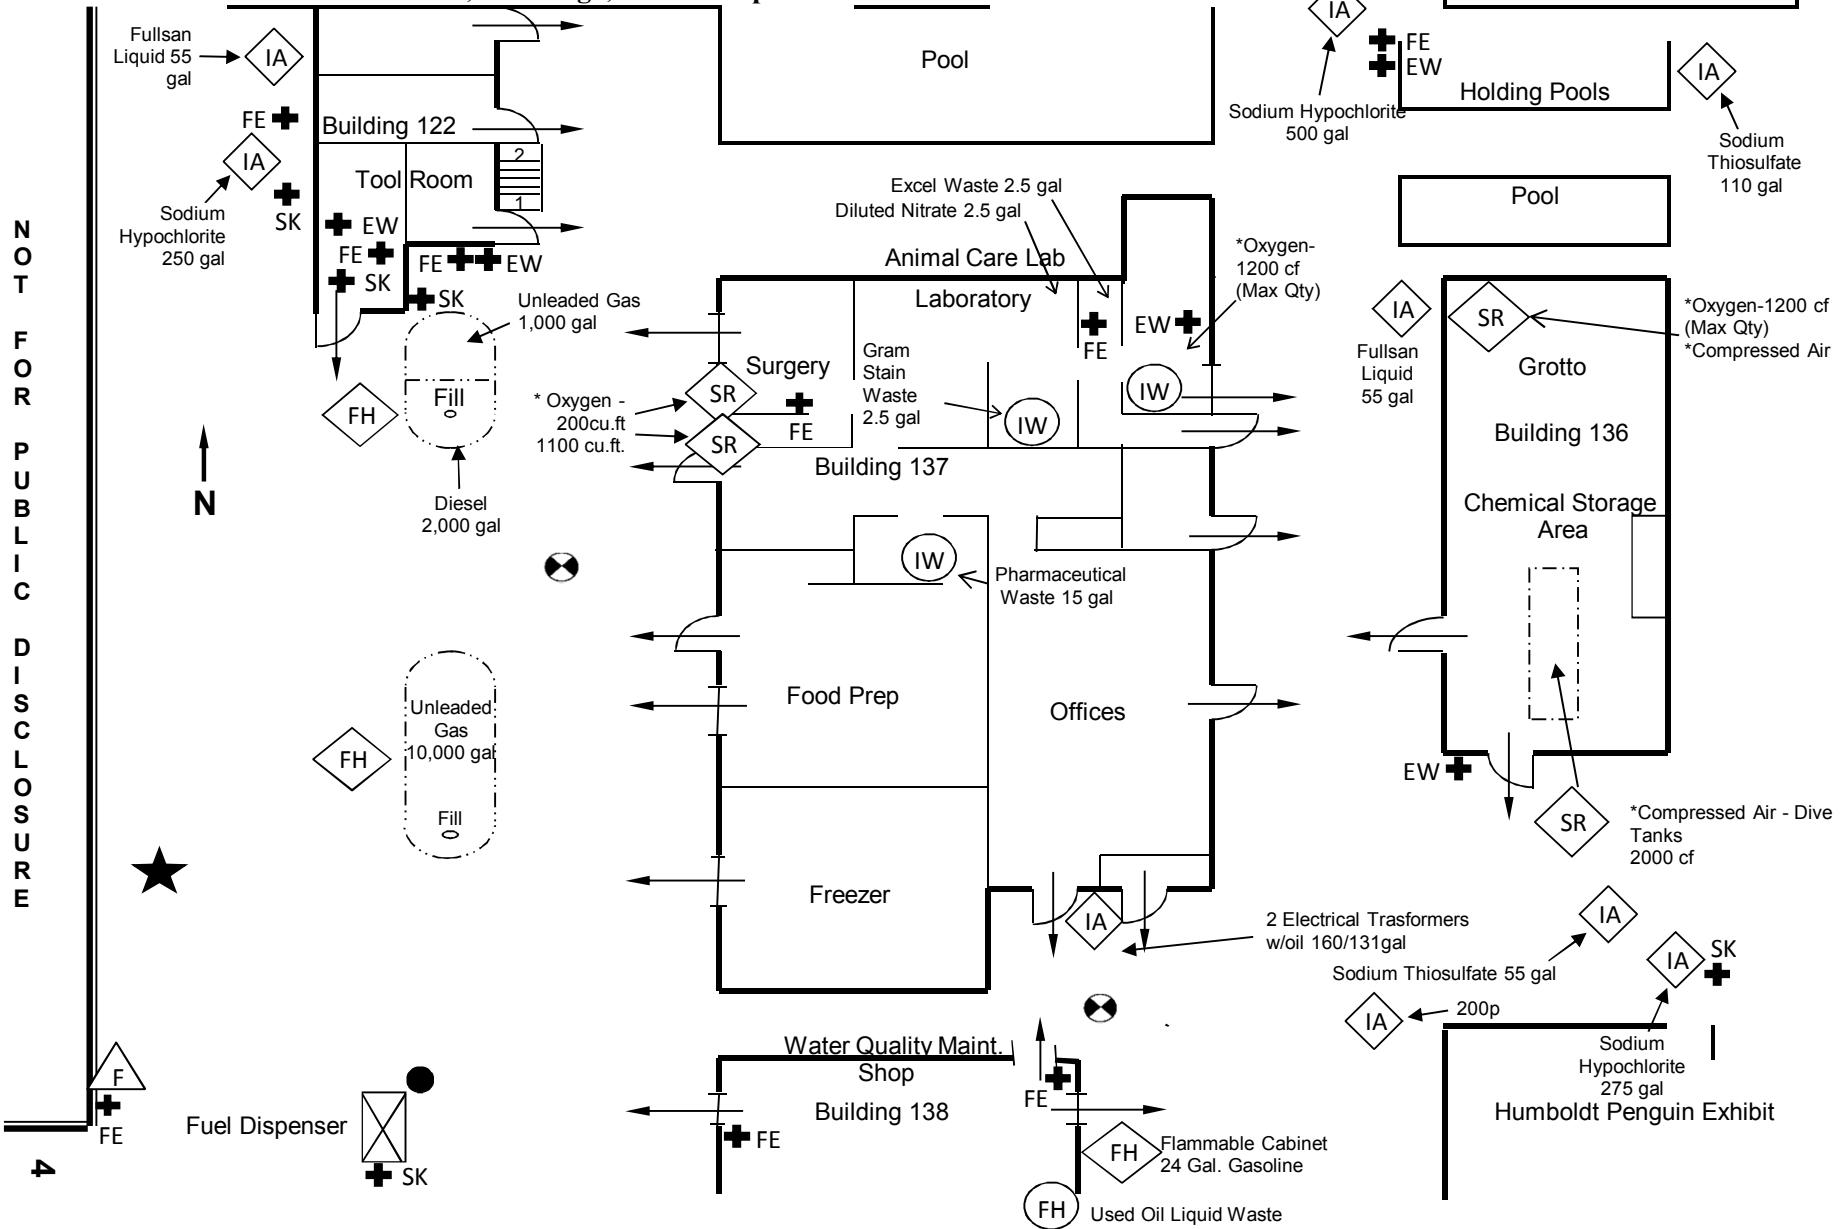 Fullsan
Liquid 55
gal
IA
FE
Building 122
IA
Sodium
Hypochlorite
250 gal
SK
Tool Room
2
1
EW
FE
SK
FE
EW
SK
Unleaded Gas
1,000 gal
Fill
FH
Diesel
2,000 gal
N
NOT FOR PUBLIC DISCLOSURE
Unleaded
Gas
10,000 gal
Fill
FH
F
FE
4
Fuel Dispenser
SK
Pool
Excel Waste 2.5 gal
Diluted Nitrate 2.5 gal
Animal Care Lab
Laboratory
*Oxygen-
1200 cf
(Max Qty)
FE
EW
Surgery
Gram
Stain
Waste
2.5 gal
IW
IW
* Oxygen -
200cu.ft
1100 cu.ft.
SR
SR
FE
Building 137
IW
Pharmaceutical
Waste 15 gal
Food Prep
Offices
Freezer
IA
2 Electrical Trasformers
w/oil 160/131gal
Water Quality Maint.
Shop
Building 138
FE
FE
FH
Flammable Cabinet
24 Gal. Gasoline
FH
Used Oil Liquid Waste
IA
FE
EW
Sodium Hypochlorite
500 gal
Holding Pools
IA
Sodium
Thiosulfate
110 gal
Pool
IA
Fullsan
Liquid
55 gal
SR
*Oxygen-1200 cf
(Max Qty)
*Compressed Air
Grotto
Building 136
Chemical Storage
Area
EW
SR
*Compressed Air - Dive
Tanks
2000 cf
IA
Sodium Thiosulfate 55 gal
IA
SK
IA
200p
Sodium
Hypochlorite
275 gal
Humboldt Penguin Exhibit